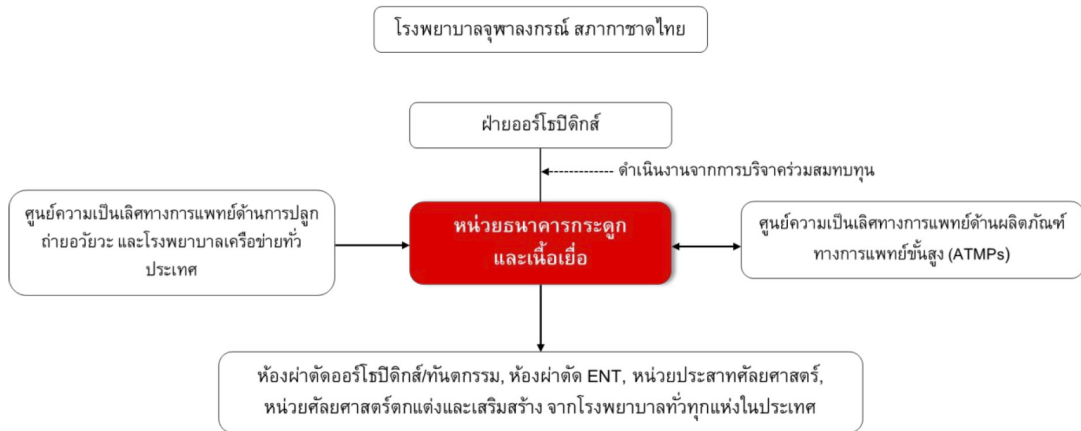 โรงพยาบาลจุฬาลงกรณ์ สภากาชาดไทย
ฝ่ายออร์โธปิดิกส์
ดำเนินงานจากการบริจาคร่วมสมทบทุน
ศูนย์ความเป็นเลิศทางการแพทย์ด้านการปลูก
ถ่ายอวัยวะ และโรงพยาบาลเครือข่ายทั่ว
ประเทศ
หน่วยธนาคารกระดูก
และเนื้อเยื่อ
ศูนย์ความเป็นเลิศทางการแพทย์ด้านผลิตภัณฑ์
ทางการแพทย์ขั้นสูง (ATMPs)
ห้องผ่าตัดออร์โธปิดิกส์/ทันตกรรม, ห้องผ่าตัด ENT, หน่วยประสาทศัลยศาสตร์,
หน่วยศัลยศาสตร์ตกแต่งและเสริมสร้าง จากโรงพยาบาลทั่วทุกแห่งในประเทศ